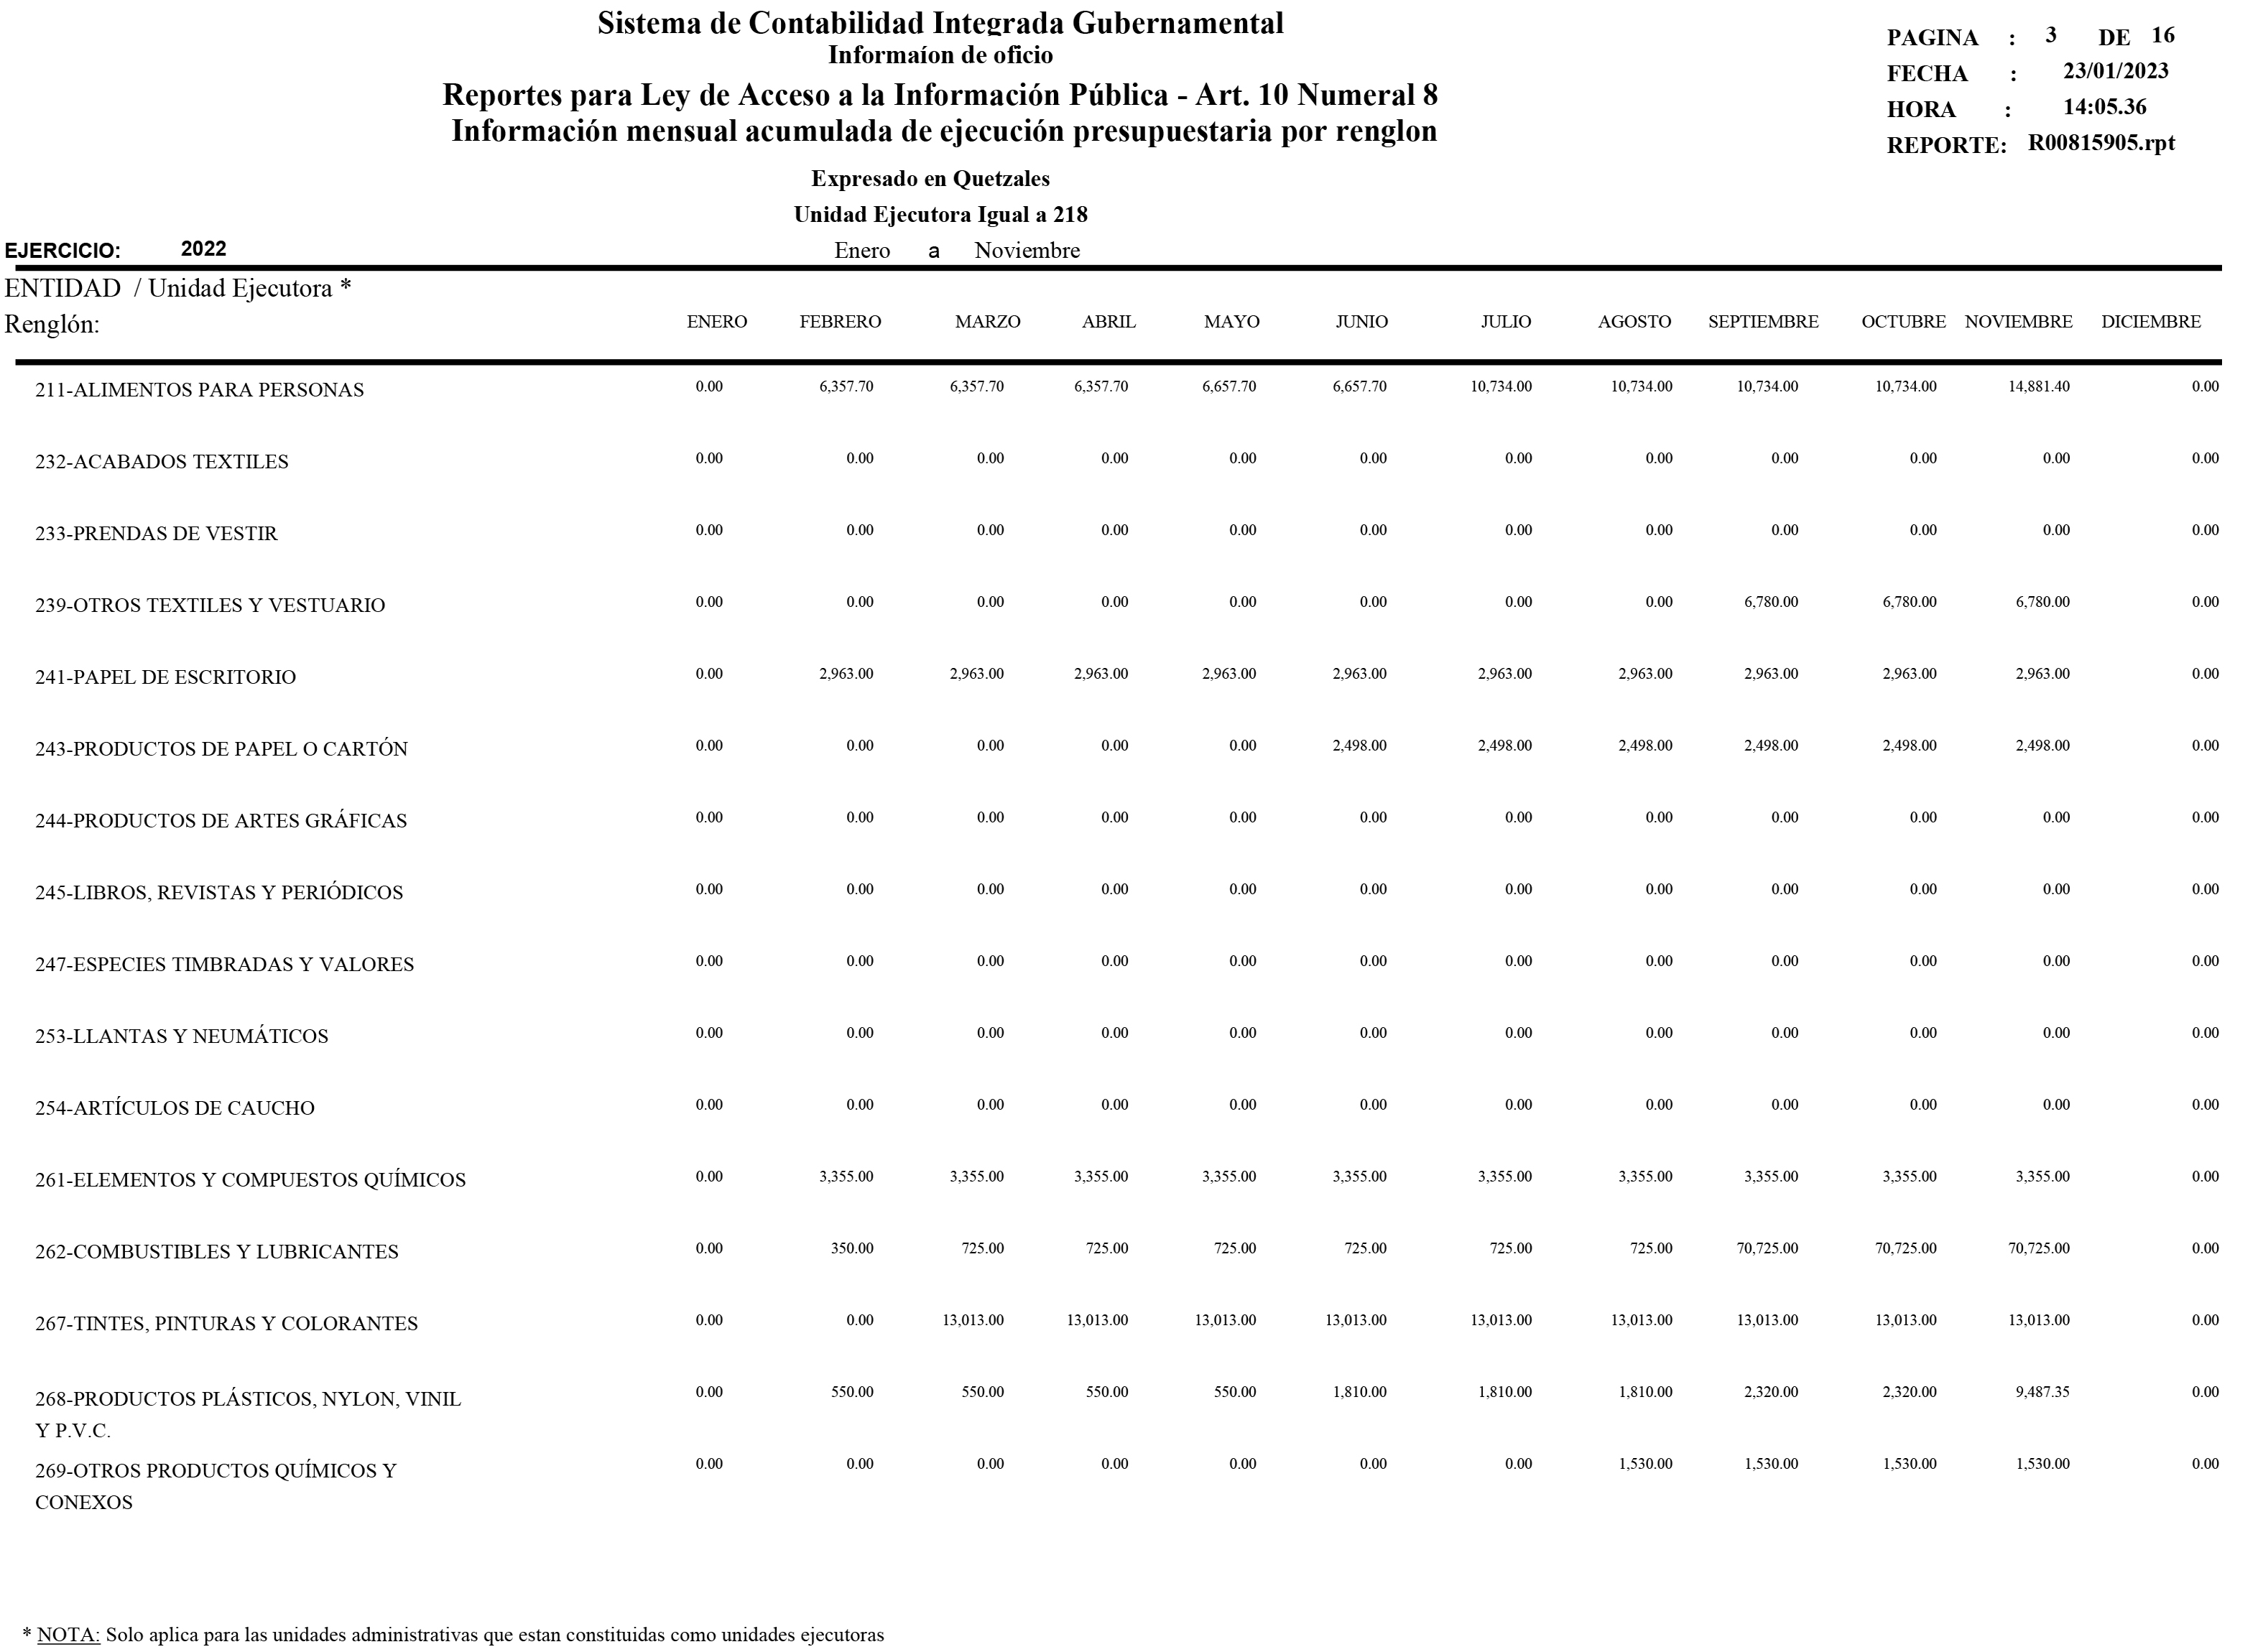 Sistema de Contabilidad Integrada Gubernamental
Informaíon de oficio
Reportes para Ley de Acceso a la Información Pública - Art. 10 Numeral 8
Información mensual acumulada de ejecución presupuestaria por renglon
PAGINA : 3 DE 16
FECHA : 23/01/2023
HORA : 14:05.36
REPORTE: R00815905.rpt
Expresado en Quetzales
Unidad Ejecutora Igual a 218
EJERCICIO: 2022 Enero a Noviembre
ENTIDAD / Unidad Ejecutora *
Renglón: ENERO FEBRERO MARZO ABRIL MAYO JUNIO JULIO AGOSTO SEPTIEMBRE OCTUBRE NOVIEMBRE DICIEMBRE
211-ALIMENTOS PARA PERSONAS 0.00 6,357.70 6,357.70 6,357.70 6,657.70 6,657.70 10,734.00 10,734.00 10,734.00 10,734.00 14,881.40 0.00
232-ACABADOS TEXTILES 0.00 0.00 0.00 0.00 0.00 0.00 0.00 0.00 0.00 0.00 0.00 0.00
233-PRENDAS DE VESTIR 0.00 0.00 0.00 0.00 0.00 0.00 0.00 0.00 0.00 0.00 0.00 0.00
239-OTROS TEXTILES Y VESTUARIO 0.00 0.00 0.00 0.00 0.00 0.00 0.00 0.00 6,780.00 6,780.00 6,780.00 0.00
241-PAPEL DE ESCRITORIO 0.00 2,963.00 2,963.00 2,963.00 2,963.00 2,963.00 2,963.00 2,963.00 2,963.00 2,963.00 2,963.00 0.00
243-PRODUCTOS DE PAPEL O CARTÓN 0.00 0.00 0.00 0.00 0.00 2,498.00 2,498.00 2,498.00 2,498.00 2,498.00 2,498.00 0.00
244-PRODUCTOS DE ARTES GRÁFICAS 0.00 0.00 0.00 0.00 0.00 0.00 0.00 0.00 0.00 0.00 0.00 0.00
245-LIBROS, REVISTAS Y PERIÓDICOS 0.00 0.00 0.00 0.00 0.00 0.00 0.00 0.00 0.00 0.00 0.00 0.00
247-ESPECIES TIMBRADAS Y VALORES 0.00 0.00 0.00 0.00 0.00 0.00 0.00 0.00 0.00 0.00 0.00 0.00
253-LLANTAS Y NEUMÁTICOS 0.00 0.00 0.00 0.00 0.00 0.00 0.00 0.00 0.00 0.00 0.00 0.00
254-ARTÍCULOS DE CAUCHO 0.00 0.00 0.00 0.00 0.00 0.00 0.00 0.00 0.00 0.00 0.00 0.00
261-ELEMENTOS Y COMPUESTOS QUÍMICOS 0.00 3,355.00 3,355.00 3,355.00 3,355.00 3,355.00 3,355.00 3,355.00 3,355.00 3,355.00 3,355.00 0.00
262-COMBUSTIBLES Y LUBRICANTES 0.00 350.00 725.00 725.00 725.00 725.00 725.00 725.00 70,725.00 70,725.00 70,725.00 0.00
267-TINTES, PINTURAS Y COLORANTES 0.00 0.00 13,013.00 13,013.00 13,013.00 13,013.00 13,013.00 13,013.00 13,013.00 13,013.00 13,013.00 0.00
268-PRODUCTOS PLÁSTICOS, NYLON, VINIL 0.00 550.00 550.00 550.00 550.00 1,810.00 1,810.00 1,810.00 2,320.00 2,320.00 9,487.35 0.00
Y P.V.C.
269-OTROS PRODUCTOS QUÍMICOS Y 0.00 0.00 0.00 0.00 0.00 0.00 0.00 1,530.00 1,530.00 1,530.00 1,530.00 0.00
CONEXOS
* NOTA: Solo aplica para las unidades administrativas que estan constituidas como unidades ejecutoras